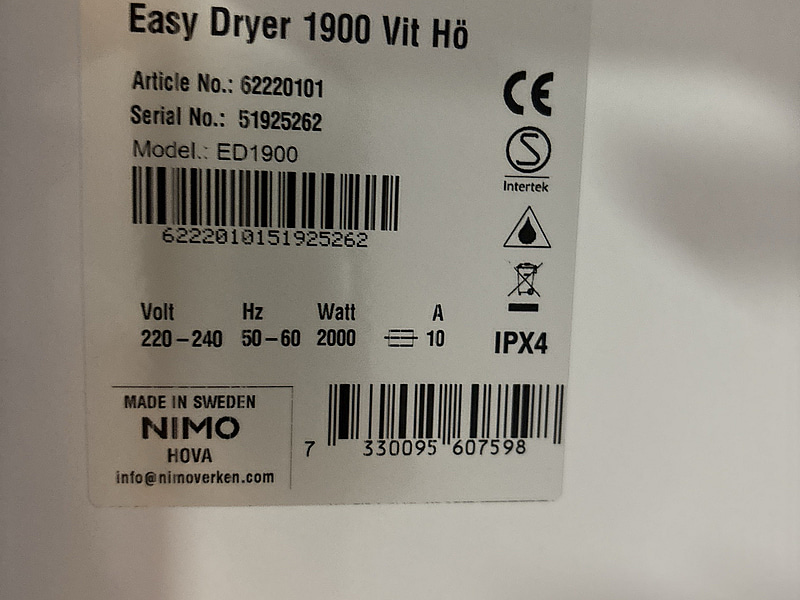 Easy Dryer 1900 Vit Hö
Article No.: 62220101
Serial No.: 51925262
Model.: ED1900
6222010151925262
CE
S
Intertek
Volt Hz Watt A
220-240 50-60 2000 10
IPX4
MADE IN SWEDEN
NIMO
HOVA
info@nimoverken.com
7 330095 607598